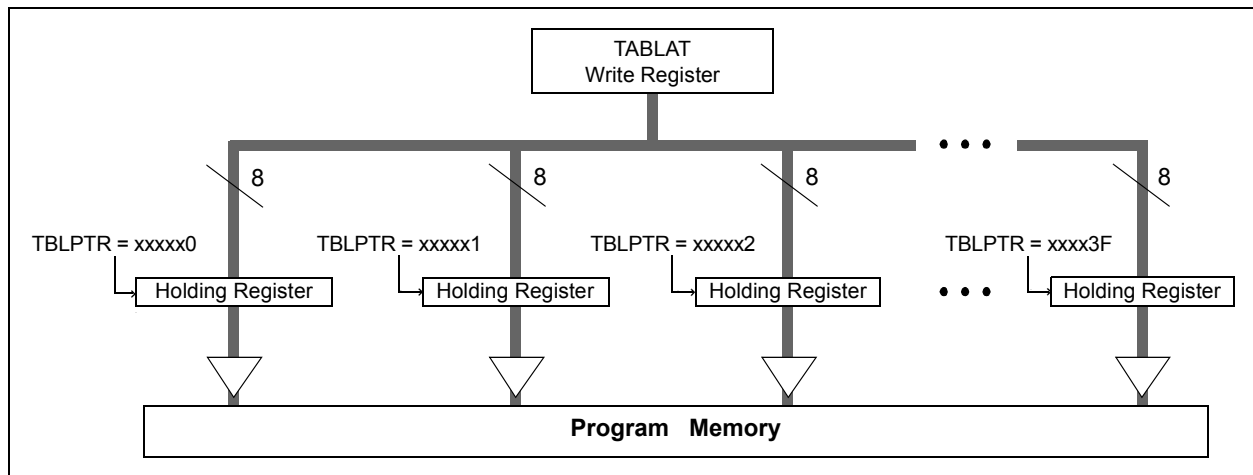 TABLAT
Write Register
8
8
8
8
TBLPTR = xxxxx0
TBLPTR = xxxxx1
TBLPTR = xxxxx2
TBLPTR = xxxx3F
Holding Register
Holding Register
Holding Register
Holding Register
Program Memory